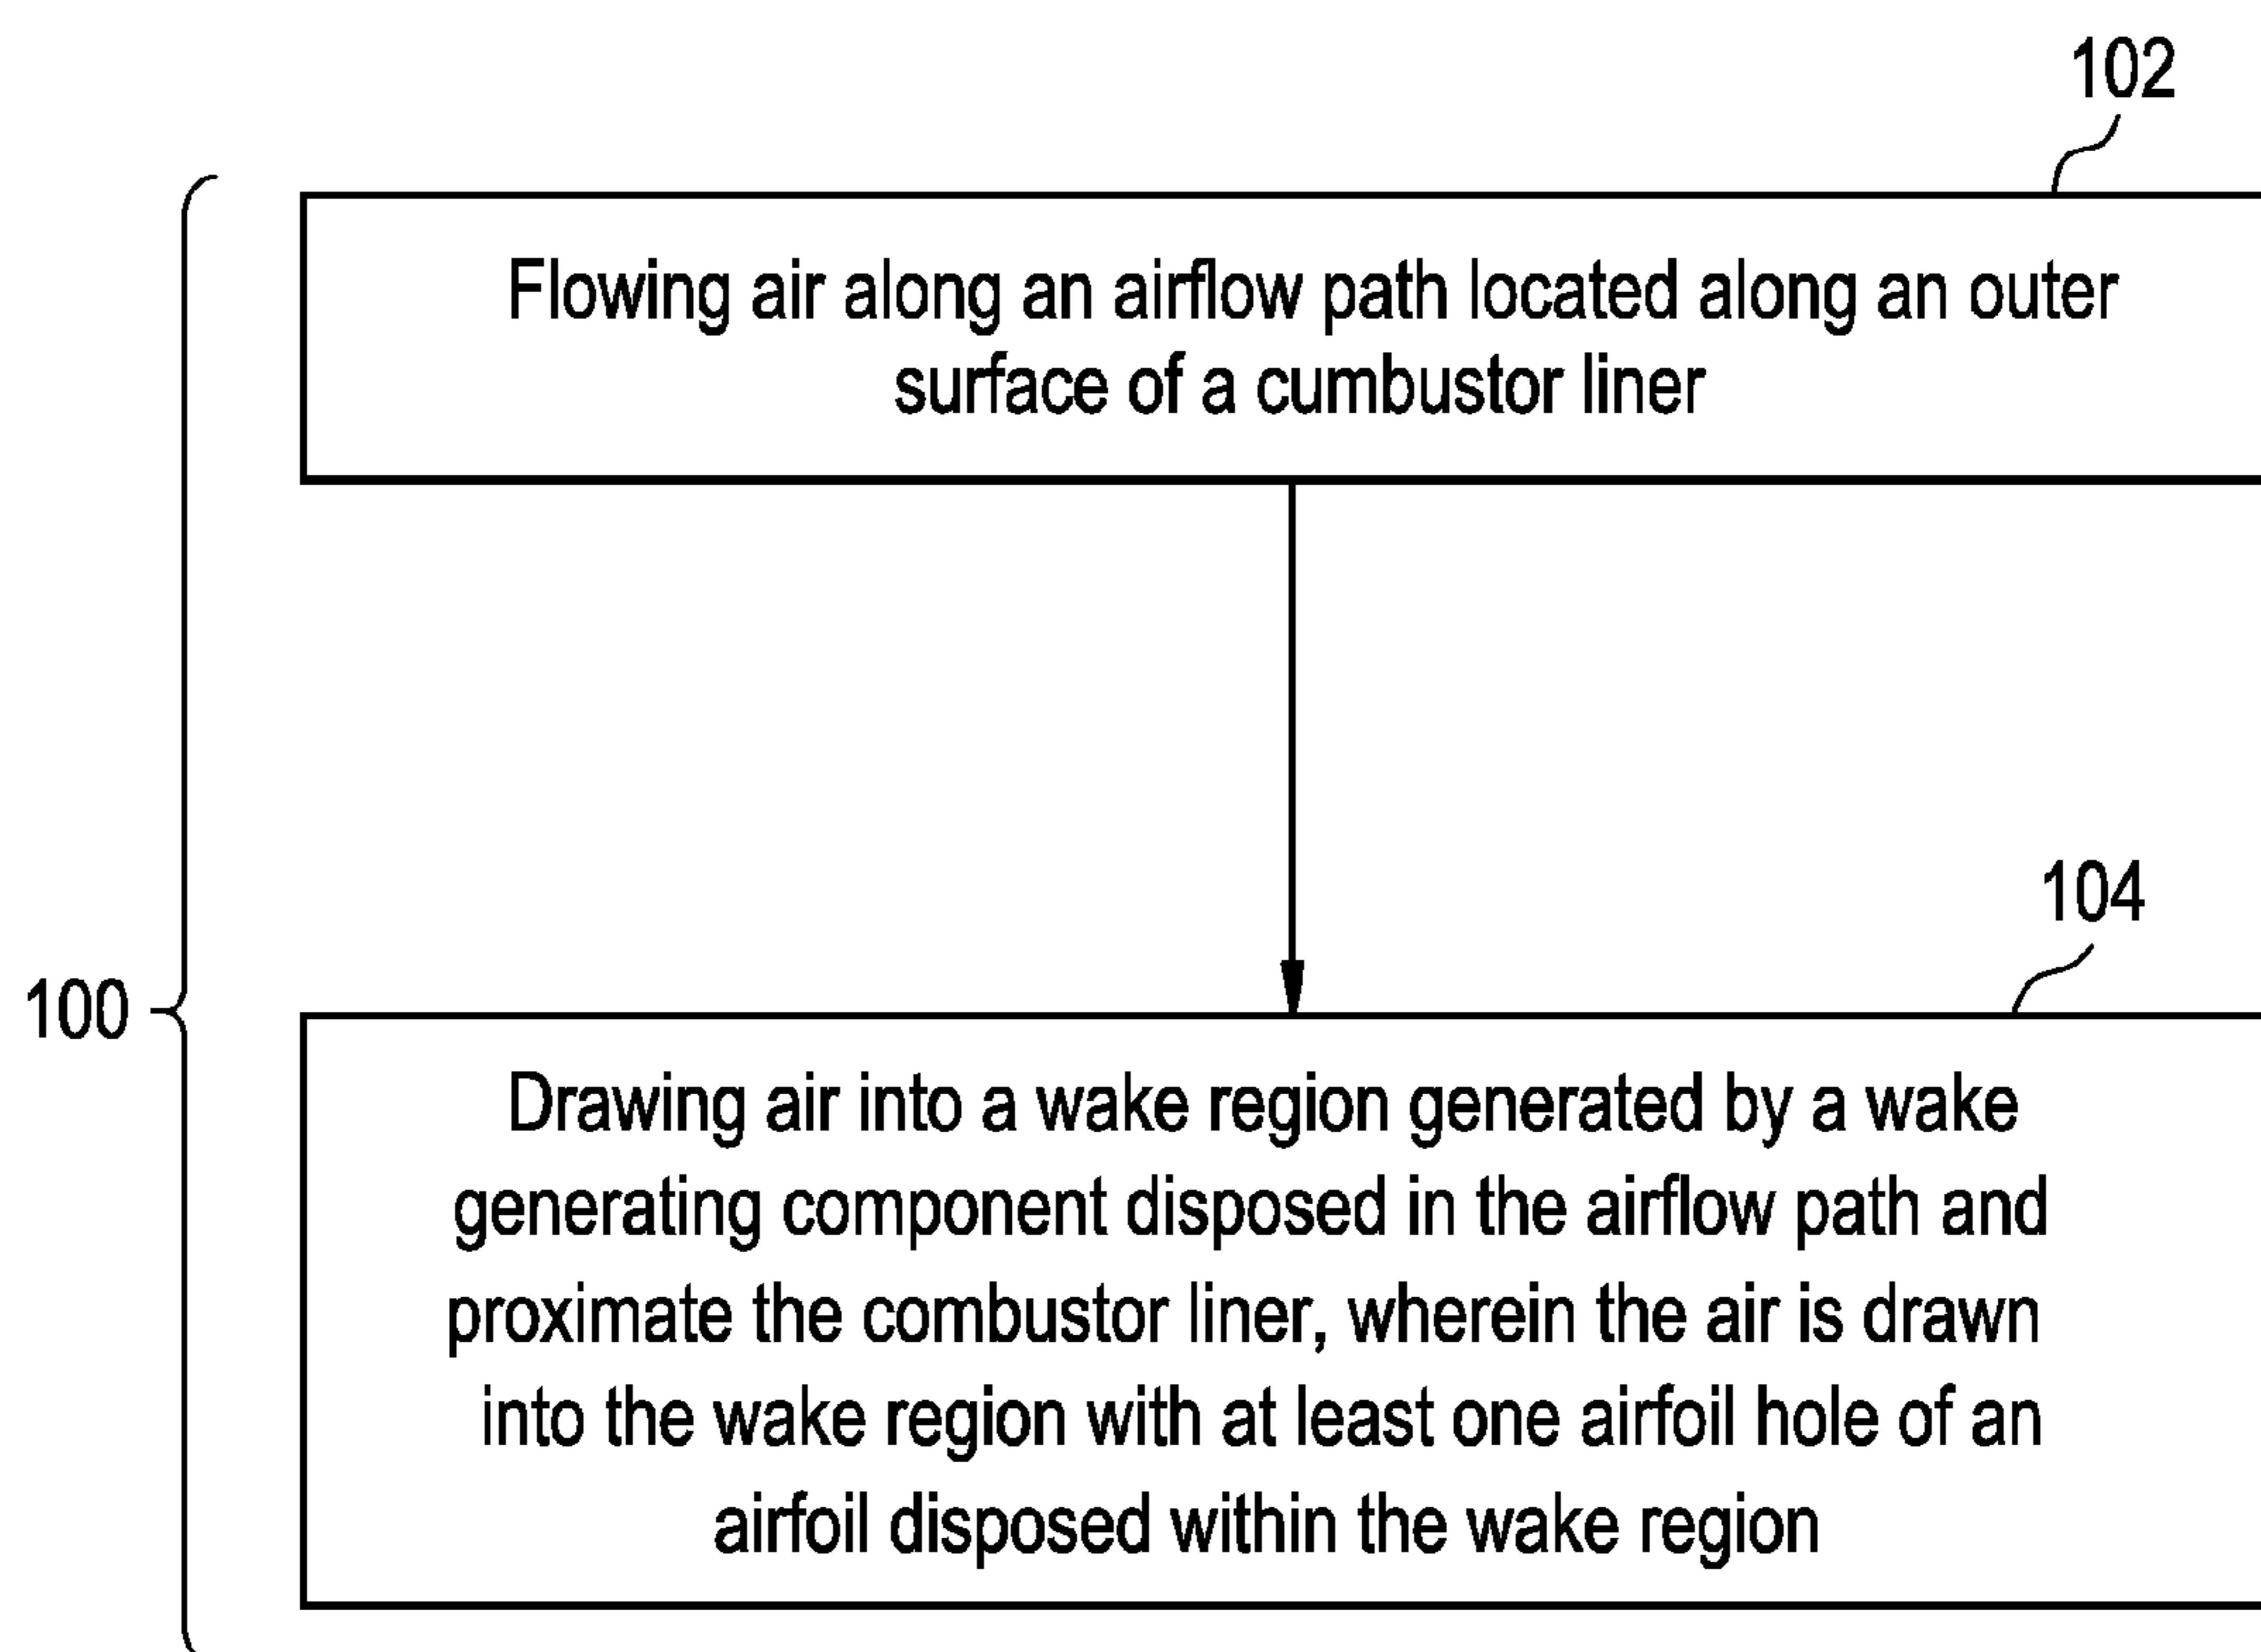 102
Flowing air along an airflow path located along an outer
surface of a cumbustor liner
104
100
Drawing air into a wake region generated by a wake
generating component disposed in the airflow path and
proximate the combustor liner, wherein the air is drawn
into the wake region with at least one airfoil hole of an
airfoil disposed within the wake region